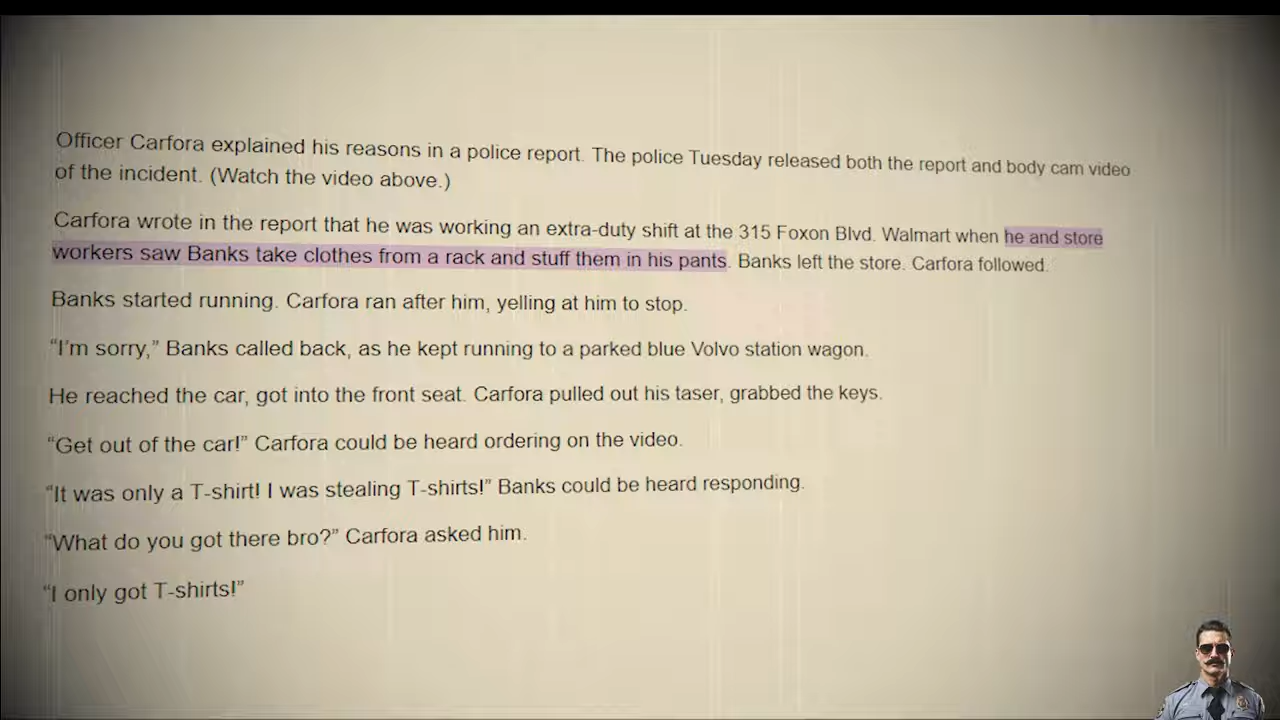 Officer Carfora explained his reasons in a police report. The police Tuesday released both the report and body cam video
of the incident. (Watch the video above.)
Carfora wrote in the report that he was working an extra-duty shift at the 315 Foxon Blvd. Walmart when he and store
workers saw Banks take clothes from a rack and stuff them in his pants. Banks left the store. Carfora followed.
Banks started running. Carfora ran after him, yelling at him to stop.
“I’m sorry,” Banks called back, as he kept running to a parked blue Volvo station wagon.
He reached the car, got into the front seat. Carfora pulled out his taser, grabbed the keys.
“Get out of the car!” Carfora could be heard ordering on the video.
“It was only a T-shirt! I was stealing T-shirts!” Banks could be heard responding.
“What do you got there bro?” Carfora asked him.
“I only got T-shirts!”